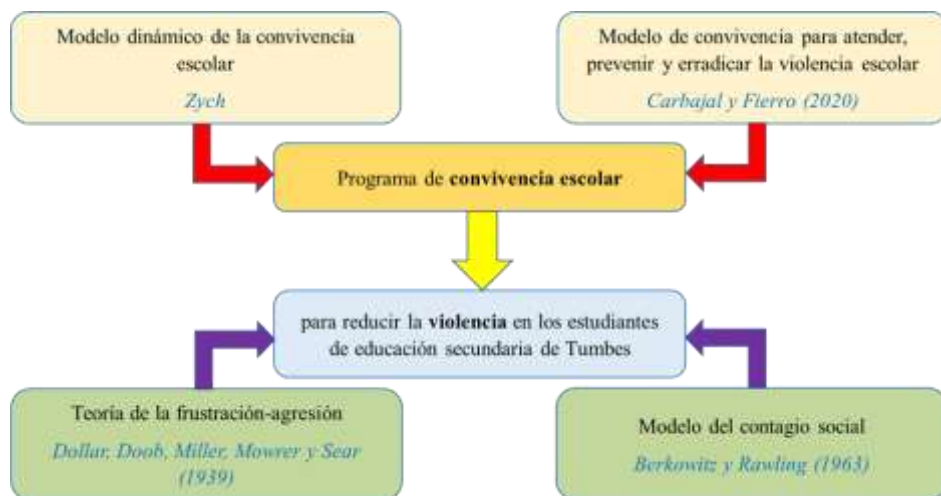 Modelo dinámico de la convivencia
escolar
Zych
Modelo de convivencia para atender,
prevenir y erradicar la violencia escolar
Carbajal y Fierro (2020)
Programa de convivencia escolar
para reducir la violencia en los estudiantes
de educación secundaria de Tumbes
Teoría de la frustración-agresión
Dollar, Doob, Miller, Mowrer y Sear
(1939)
Modelo del contagio social
Berkowitz y Rawling (1963)